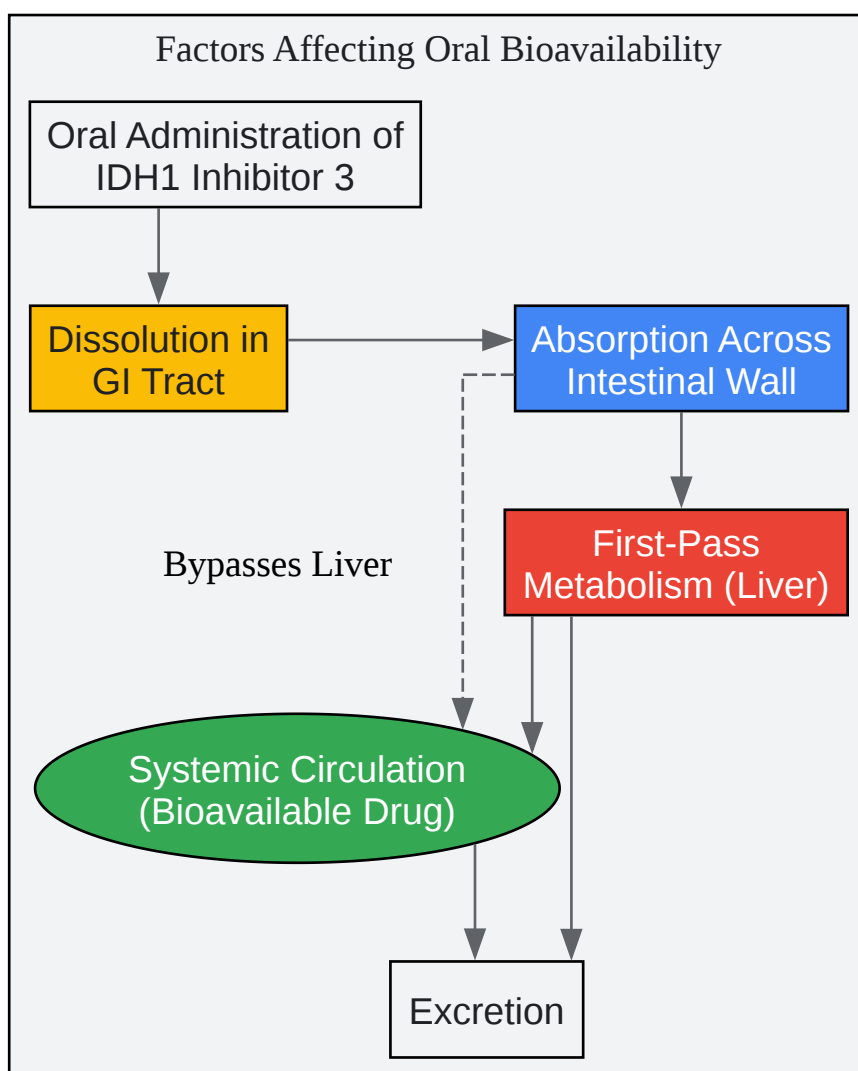 Factors Affecting Oral Bioavailability
Oral Administration of
IDH1 Inhibitor 3
Dissolution in
GI Tract
Absorption Across
Intestinal Wall
First-Pass
Metabolism (Liver)
Bypasses Liver
Systemic Circulation
(Bioavailable Drug)
Excretion